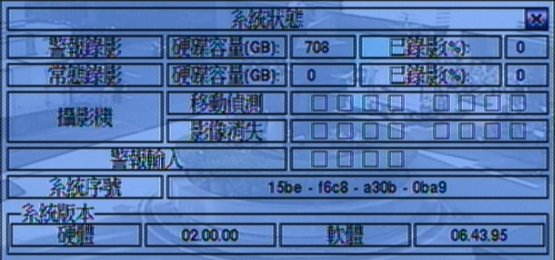 系統狀態
警報錄影 硬碟容量(GB): 708 已錄影(%): 0
常態錄影 硬碟容量(GB): 0 已錄影(%): 0
攝影機 移動偵測 □□□□ □□□□
影像消失 □□□□ □□□□
警報輸入 □□□□
系統序號 15be - f6c8 - a30b - 0ba9
系統版本
硬體 02.00.00 軟體 06.43.95